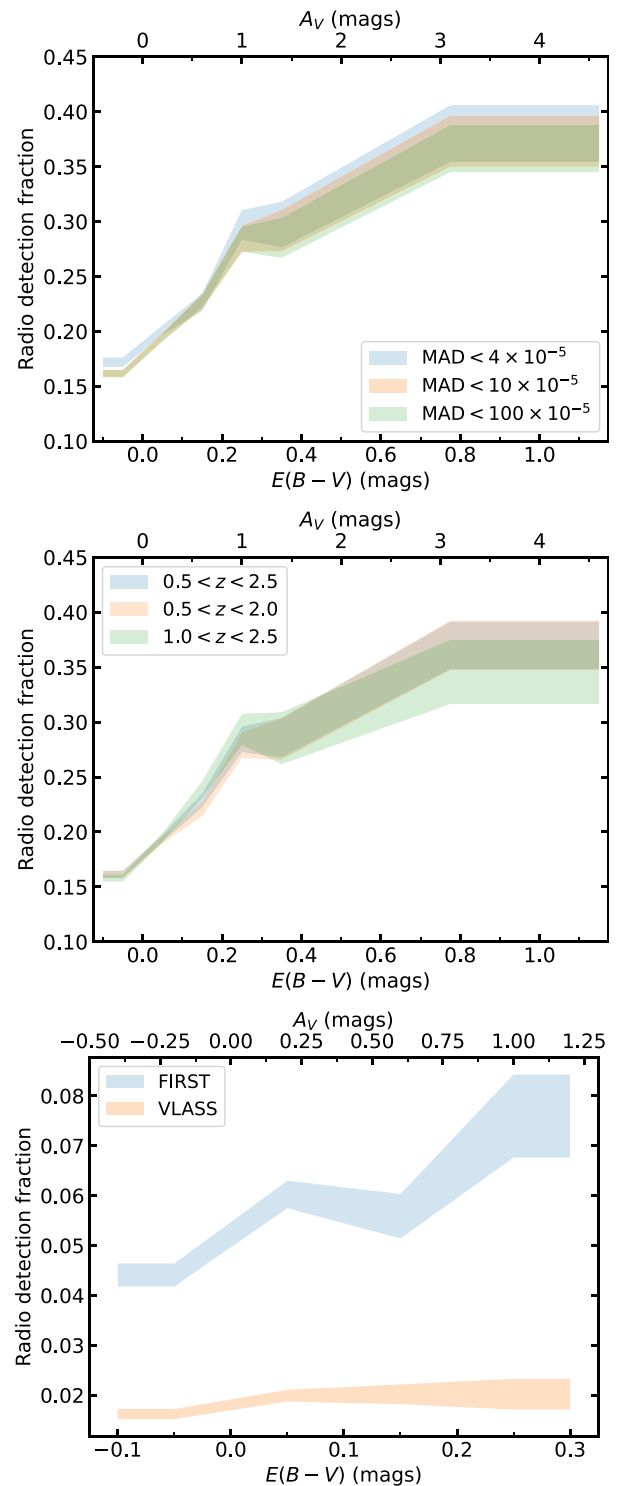 A_V (mags)
0 1 2 3 4
0.45
0.40
0.35
0.30
0.25
0.20
0.15
0.10
Radio detection fraction
MAD < 4 × 10⁻⁵
MAD < 10 × 10⁻⁵
MAD < 100 × 10⁻⁵
0.0 0.2 0.4 0.6 0.8 1.0
E(B − V) (mags)
A_V (mags)
0 1 2 3 4
0.45
0.40
0.35
0.30
0.25
0.20
0.15
0.10
Radio detection fraction
0.5 < z < 2.5
0.5 < z < 2.0
1.0 < z < 2.5
0.0 0.2 0.4 0.6 0.8 1.0
E(B − V) (mags)
A_V (mags)
−0.50 −0.25 0.00 0.25 0.50 0.75 1.00 1.25
0.08
0.07
0.06
0.05
0.04
0.03
0.02
Radio detection fraction
FIRST
VLASS
−0.1 0.0 0.1 0.2 0.3
E(B − V) (mags)